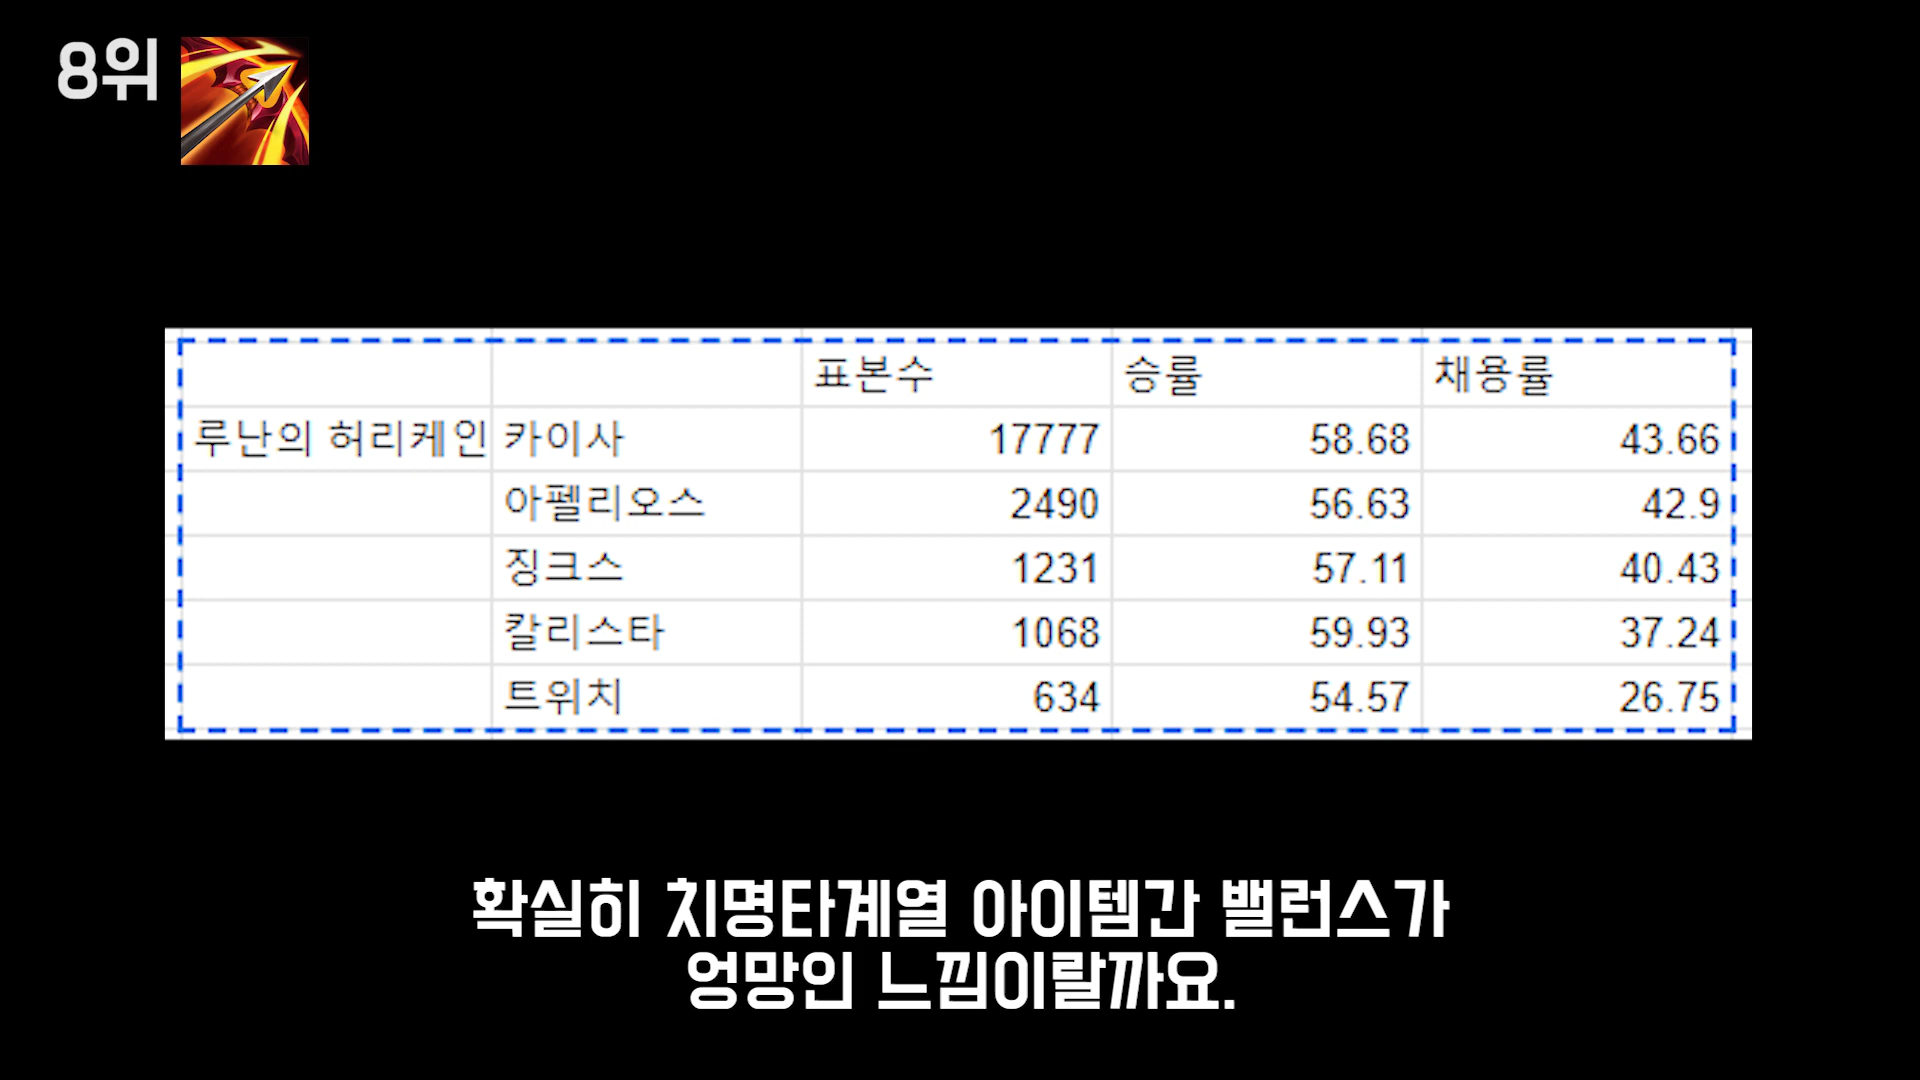 8위
표본수 승률 채용률
루난의 허리케인 카이사 17777 58.68 43.66
아펠리오스 2490 56.63 42.9
징크스 1231 57.11 40.43
칼리스타 1068 59.93 37.24
트위치 634 54.57 26.75
확실히 치명타계열 아이템간 밸런스가
엉망인 느낌이랄까요.